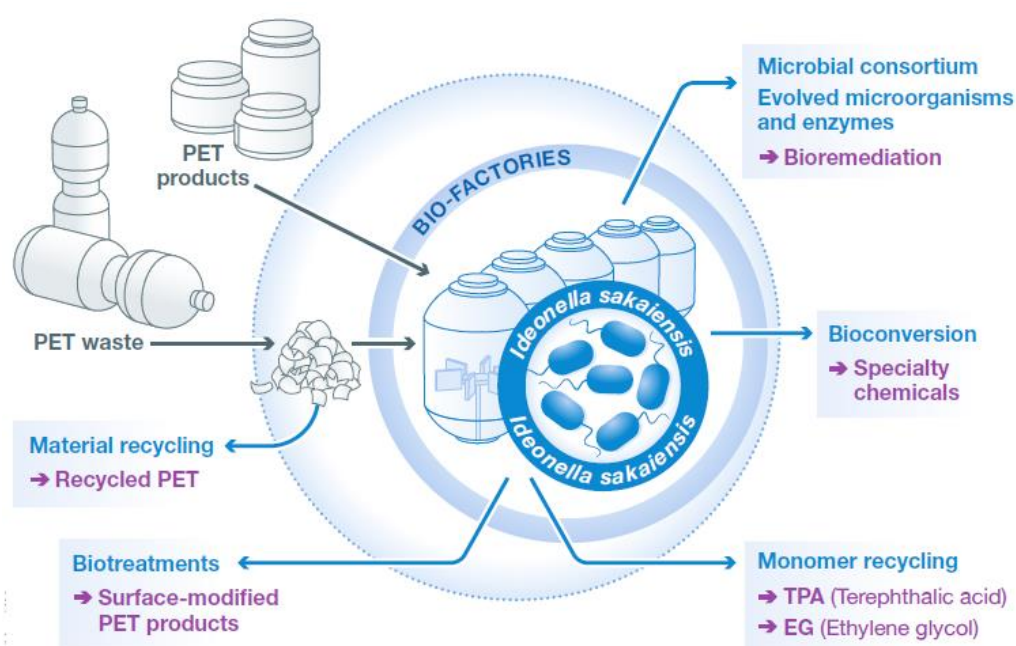 PET
products
PET waste
BIO-FACTORIES
Ideonella sakaiensis
Ideonella sakaiensis
Microbial consortium
Evolved microorganisms
and enzymes
➔ Bioremediation
Bioconversion
➔ Specialty
chemicals
Material recycling
➔ Recycled PET
Biotreatments
➔ Surface-modified
PET products
Monomer recycling
➔ TPA (Terephthalic acid)
➔ EG (Ethylene glycol)